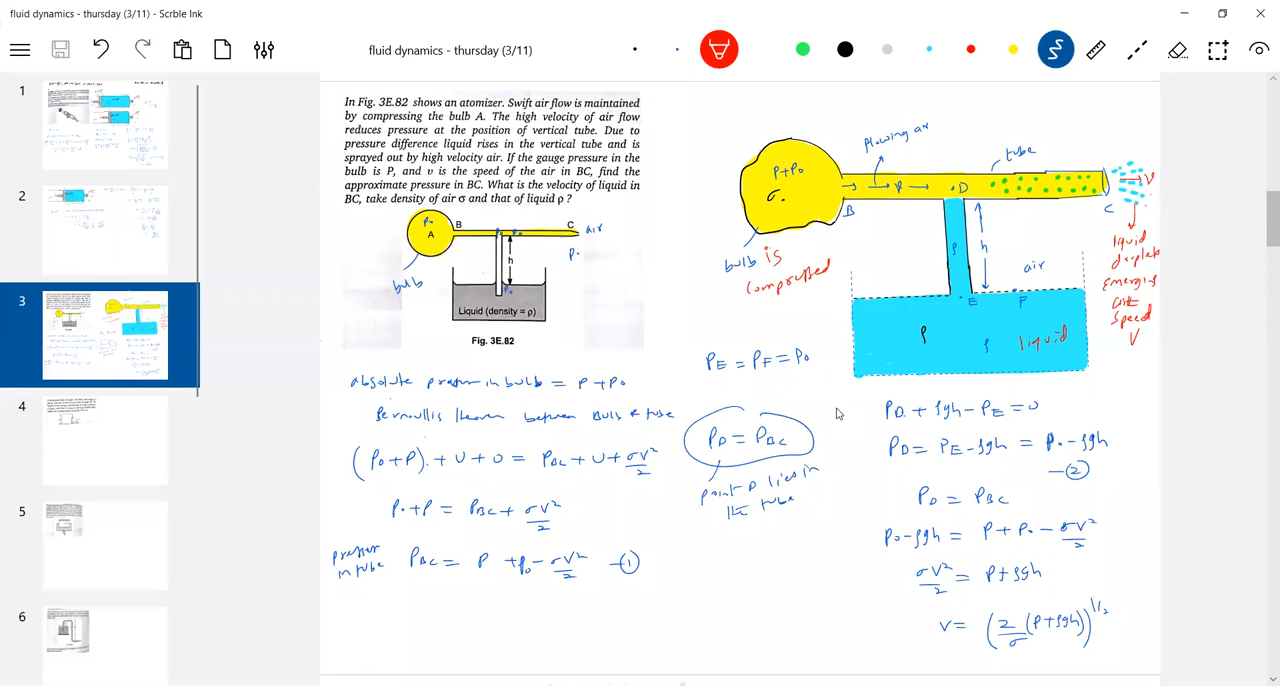 fluid dynamics - thursday (3/11) - Scrble Ink
fluid dynamics - thursday (3/11)
1
2
3
4
5
6
In Fig. 3E.82 shows an atomizer. Swift air flow is maintained
by compressing the bulb A. The high velocity of air flow
reduces pressure at the position of vertical tube. Due to
pressure difference liquid rises in the vertical tube and is
sprayed out by high velocity air. If the gauge pressure in the
bulb is P, and υ is the speed of the air in BC, find the
approximate pressure in BC. What is the velocity of liquid in
BC, take density of air σ and that of liquid ρ ?
P₀
A
B
C
air
P₀
h
bulb
Liquid (density = ρ)
Fig. 3E.82
flowing air
tube
P+P₀
σ
B
D
C
V
bulb is
compressed
ρ
h
air
E
F
ρ
ρ
liquid
liquid
droplets
emerging
with
speed
V
absolute pressure in bulb = P + P₀
Bernoullis theorem between bulb & tube
(P₀+P) + 0 + 0 = P_BC + 0 + σv²/2
P₀+P = P_BC + σv²/2
pressure
in tube
P_BC = P + P₀ - σv²/2 —①
P_E = P_F = P₀
P_D = P_BC
point D lies in
the tube
P_D + ρgh - P_E = 0
P_D = P_E - ρgh = P₀ - ρgh
—②
P_D = P_BC
P₀ - ρgh = P + P₀ - σv²/2
σv²/2 = P + ρgh
v = (2/σ (P+ρgh))^1/2